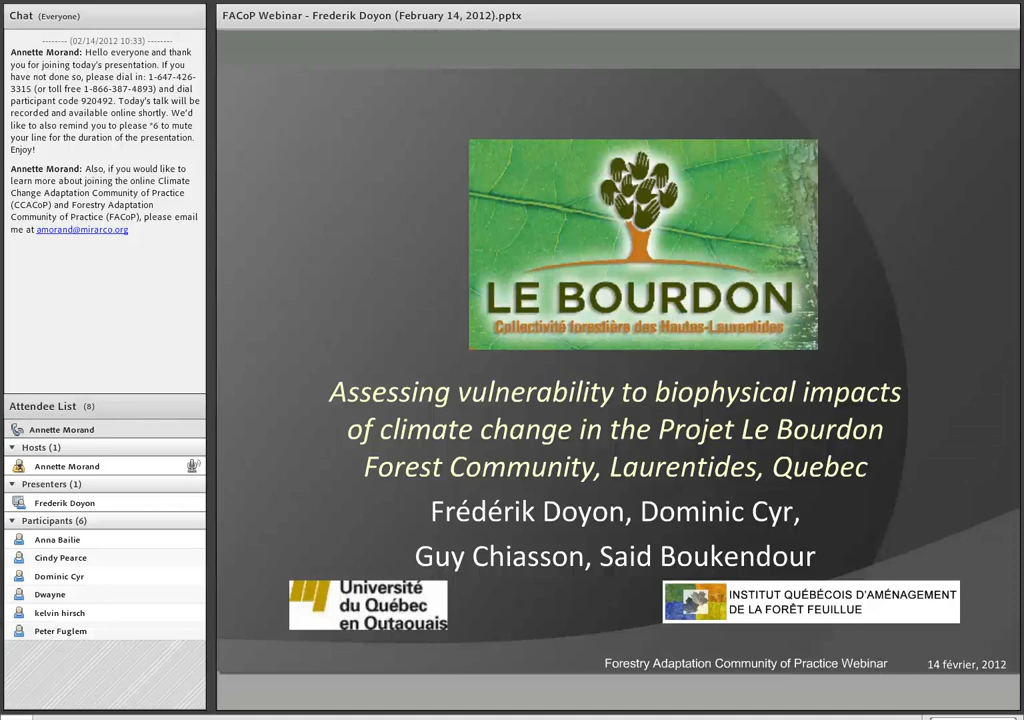 Chat (Everyone)
-------- (02/14/2012 10:33) --------
Annette Morand: Hello everyone and thank
you for joining today's presentation. If you
have not done so, please dial in: 1-647-426-
3315 (or toll free 1-866-387-4893) and dial
participant code 920492. Today's talk will be
recorded and available online shortly. We'd
like to also remind you to please *6 to mute
your line for the duration of the presentation.
Enjoy!
Annette Morand: Also, if you would like to
learn more about joining the online Climate
Change Adaptation Community of Practice
(CCACoP) and Forestry Adaptation
Community of Practice (FACoP), please email
me at amorand@mirarco.org
Attendee List (8)
Annette Morand
Hosts (1)
Annette Morand
Presenters (1)
Frederik Doyon
Participants (6)
Anna Bailie
Cindy Pearce
Dominic Cyr
Dwayne
kelvin hirsch
Peter Fuglem
FACoP Webinar - Frederik Doyon (February 14, 2012).pptx
LE BOURDON
Collectivité forestière des Hautes-Laurentides
Assessing vulnerability to biophysical impacts
of climate change in the Projet Le Bourdon
Forest Community, Laurentides, Quebec
Frédérik Doyon, Dominic Cyr,
Guy Chiasson, Said Boukendour
Université
du Québec
en Outaouais
INSTITUT QUÉBÉCOIS D'AMÉNAGEMENT
DE LA FORÊT FEUILLUE
Forestry Adaptation Community of Practice Webinar
14 février, 2012